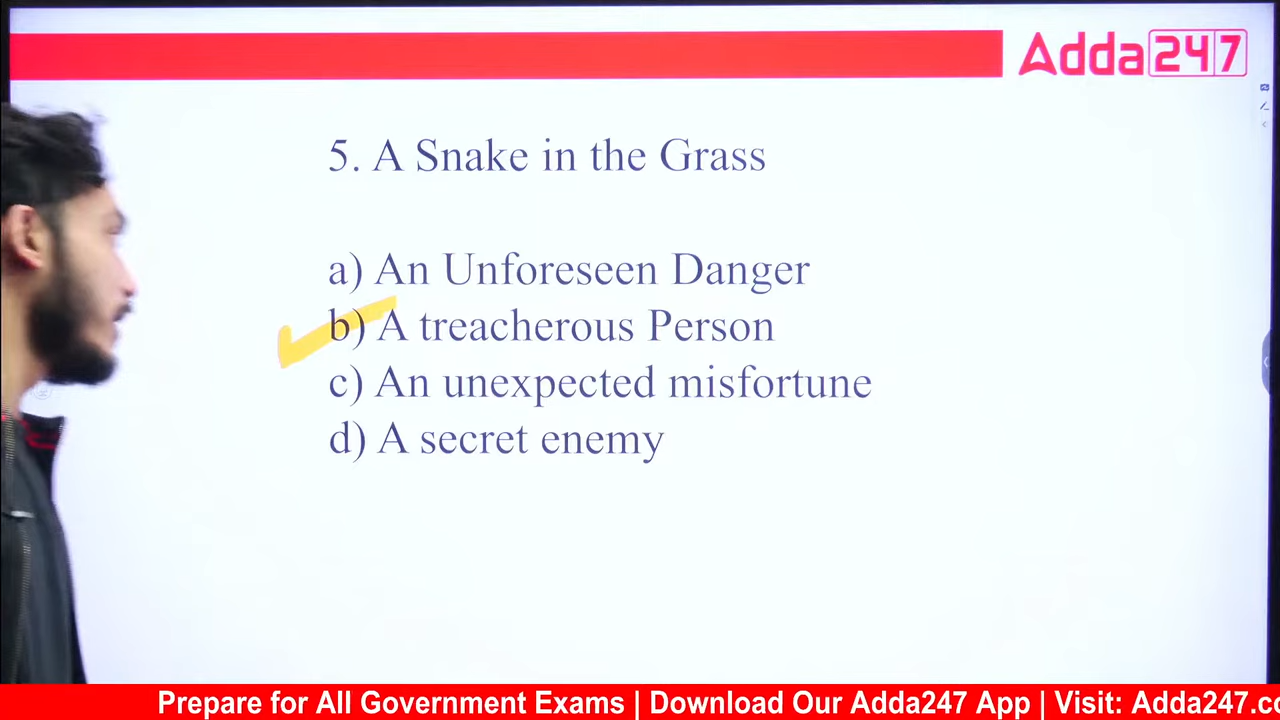 Adda247
5. A Snake in the Grass
a) An Unforeseen Danger
b) A treacherous Person
c) An unexpected misfortune
d) A secret enemy
Prepare for All Government Exams | Download Our Adda247 App | Visit: Adda247.co